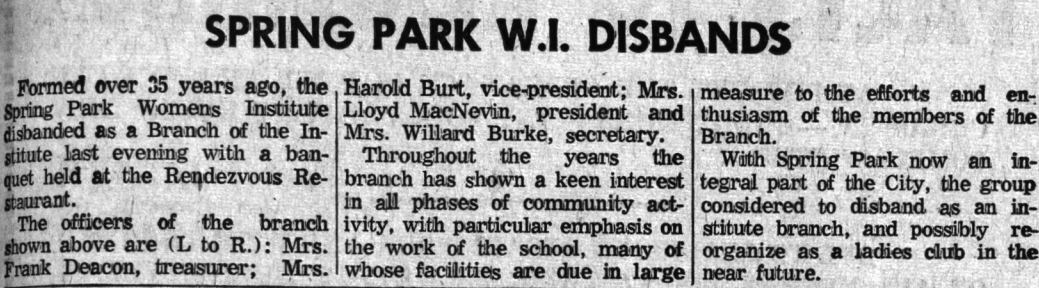 SPRING PARK W.I. DISBANDS
Formed over 35 years ago, the
Spring Park Womens Institute
disbanded as a Branch of the In-
stitute last evening with a ban-
quet held at the Rendezvous Re-
staurant.
The officers of the branch
shown above are (L to R.): Mrs.
Frank Deacon, treasurer; Mrs.
Harold Burt, vice-president; Mrs.
Lloyd MacNevin, president and
Mrs. Willard Burke, secretary.
Throughout the years the
branch has shown a keen interest
in all phases of community act-
ivity, with particular emphasis on
the work of the school, many of
whose facilities are due in large
measure to the efforts and en-
thusiasm of the members of the
Branch.
With Spring Park now an in-
tegral part of the City, the group
considered to disband as an in-
stitute branch, and possibly re-
organize as a ladies club in the
near future.